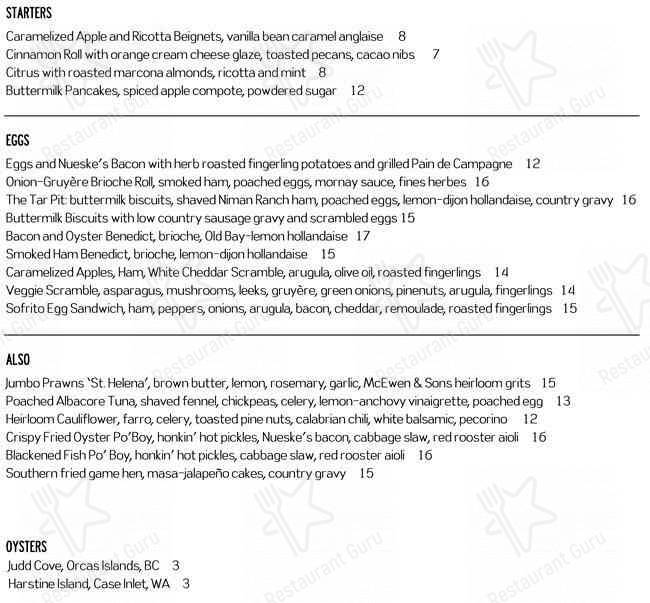 STARTERS
Caramelized Apple and Ricotta Beignets, vanilla bean caramel anglaise 8
Cinnamon Roll with orange cream cheese glaze, toasted pecans, cacao nibs 7
Citrus with roasted marcona almonds, ricotta and mint 8
Buttermilk Pancakes, spiced apple compote, powdered sugar 12
EGGS
Eggs and Nueske's Bacon with herb roasted fingerling potatoes and grilled Pain de Campagne 12
Onion-Gruyère Brioche Roll, smoked ham, poached eggs, mornay sauce, fines herbes 16
The Tar Pit: buttermilk biscuits, shaved Niman Ranch ham, poached eggs, lemon-dijon hollandaise, country gravy 16
Buttermilk Biscuits with low country sausage gravy and scrambled eggs 15
Bacon and Oyster Benedict, brioche, Old Bay-lemon hollandaise 17
Smoked Ham Benedict, brioche, lemon-dijon hollandaise 15
Caramelized Apples, Ham, White Cheddar Scramble, arugula, olive oil, roasted fingerlings 14
Veggie Scramble, asparagus, mushrooms, leeks, gruyère, green onions, pinenuts, arugula, fingerlings 14
Sofrito Egg Sandwich, ham, peppers, onions, arugula, bacon, cheddar, remoulade, roasted fingerlings 15
ALSO
Jumbo Prawns 'St. Helena', brown butter, lemon, rosemary, garlic, McEwen & Sons heirloom grits 15
Poached Albacore Tuna, shaved fennel, chickpeas, celery, lemon-anchovy vinaigrette, poached egg 13
Heirloom Cauliflower, farro, celery, toasted pine nuts, calabrian chili, white balsamic, pecorino 12
Crispy Fried Oyster Po'Boy, honkin' hot pickles, Nueske's bacon, cabbage slaw, red rooster aioli 16
Blackened Fish Po' Boy, honkin' hot pickles, cabbage slaw, red rooster aioli 16
Southern fried game hen, masa-jalapeño cakes, country gravy 15
OYSTERS
Judd Cove, Orcas Islands, BC 3
Harstine Island, Case Inlet, WA 3
Restaurant Guru
Restaurant Guru
Restaurant Guru
Restaurant Guru
Restaurant Guru